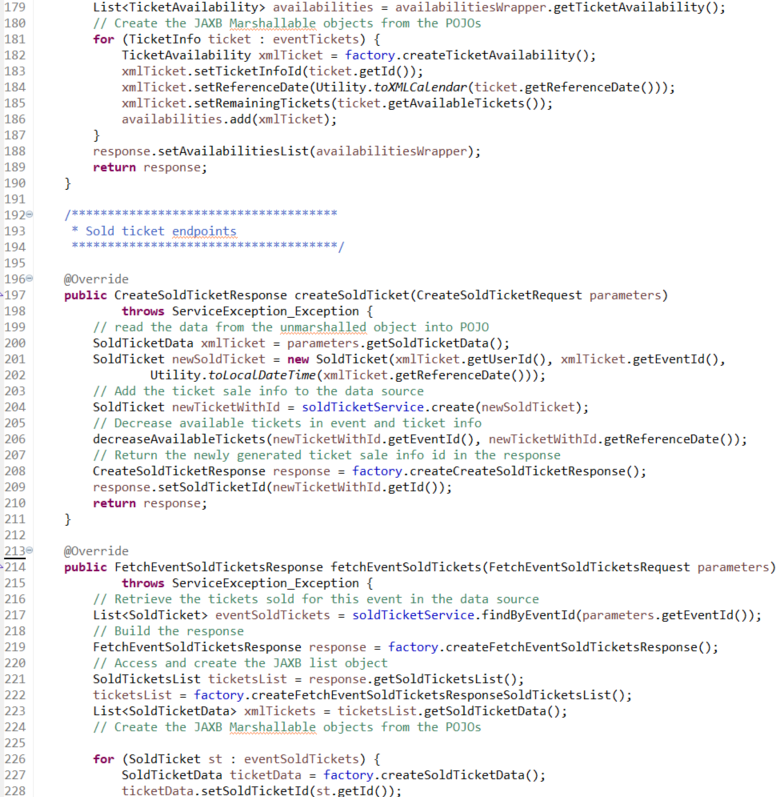 179 List<TicketAvailability> availabilities = availabilitiesWrapper.getTicketAvailability();
180 // Create the JAXB Marshallable objects from the POJOs
181 for (TicketInfo ticket : eventTickets) {
182 TicketAvailability xmlTicket = factory.createTicketAvailability();
183 xmlTicket.setTicketInfoId(ticket.getId());
184 xmlTicket.setReferenceDate(Utility.toXMLCalendar(ticket.getReferenceDate()));
185 xmlTicket.setRemainingTickets(ticket.getAvailableTickets());
186 availabilities.add(xmlTicket);
187 }
188 response.setAvailabilitiesList(availabilitiesWrapper);
189 return response;
190 }
191
192 /*************************************
193 * Sold ticket endpoints
194 *************************************/
195
196 @Override
197 public CreateSoldTicketResponse createSoldTicket(CreateSoldTicketRequest parameters)
198 throws ServiceException_Exception {
199 // read the data from the unmarshalled object into POJO
200 SoldTicketData xmlTicket = parameters.getSoldTicketData();
201 SoldTicket newSoldTicket = new SoldTicket(xmlTicket.getUserId(), xmlTicket.getEventId(),
202 Utility.toLocalDateTime(xmlTicket.getReferenceDate()));
203 // Add the ticket sale info to the data source
204 SoldTicket newTicketWithId = soldTicketService.create(newSoldTicket);
205 // Decrease available tickets in event and ticket info
206 decreaseAvailableTickets(newTicketWithId.getEventId(), newTicketWithId.getReferenceDate());
207 // Return the newly generated ticket sale info id in the response
208 CreateSoldTicketResponse response = factory.createCreateSoldTicketResponse();
209 response.setSoldTicketId(newTicketWithId.getId());
210 return response;
211 }
212
213 @Override
214 public FetchEventSoldTicketsResponse fetchEventSoldTickets(FetchEventSoldTicketsRequest parameters)
215 throws ServiceException_Exception {
216 // Retrieve the tickets sold for this event in the data source
217 List<SoldTicket> eventSoldTickets = soldTicketService.findByEventId(parameters.getEventId());
218 // Build the response
219 FetchEventSoldTicketsResponse response = factory.createFetchEventSoldTicketsResponse();
220 // Access and create the JAXB list object
221 SoldTicketsList ticketsList = response.getSoldTicketsList();
222 ticketsList = factory.createFetchEventSoldTicketsResponseSoldTicketsList();
223 List<SoldTicketData> xmlTickets = ticketsList.getSoldTicketData();
224 // Create the JAXB Marshallable objects from the POJOs
225
226 for (SoldTicket st : eventSoldTickets) {
227 SoldTicketData ticketData = factory.createSoldTicketData();
228 ticketData.setSoldTicketId(st.getId());